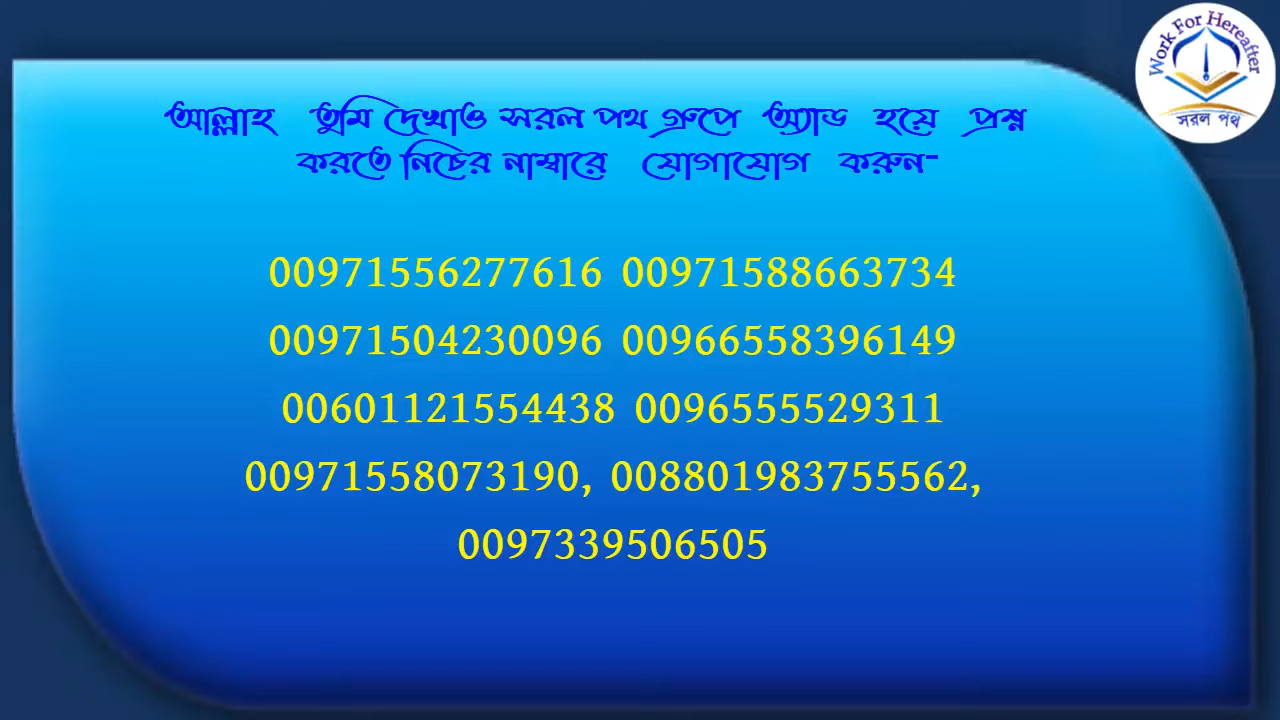 Work For Hereafter
সরল পথ
আল্লাহ তুমি দেখাও সরল পথ গ্রুপে অ্যাড হয়ে প্রশ্ন
করতে নিচের নাম্বারে যোগাযোগ করুন-
00971556277616 00971588663734
00971504230096 00966558396149
00601121554438 0096555529311
00971558073190, 008801983755562,
0097339506505